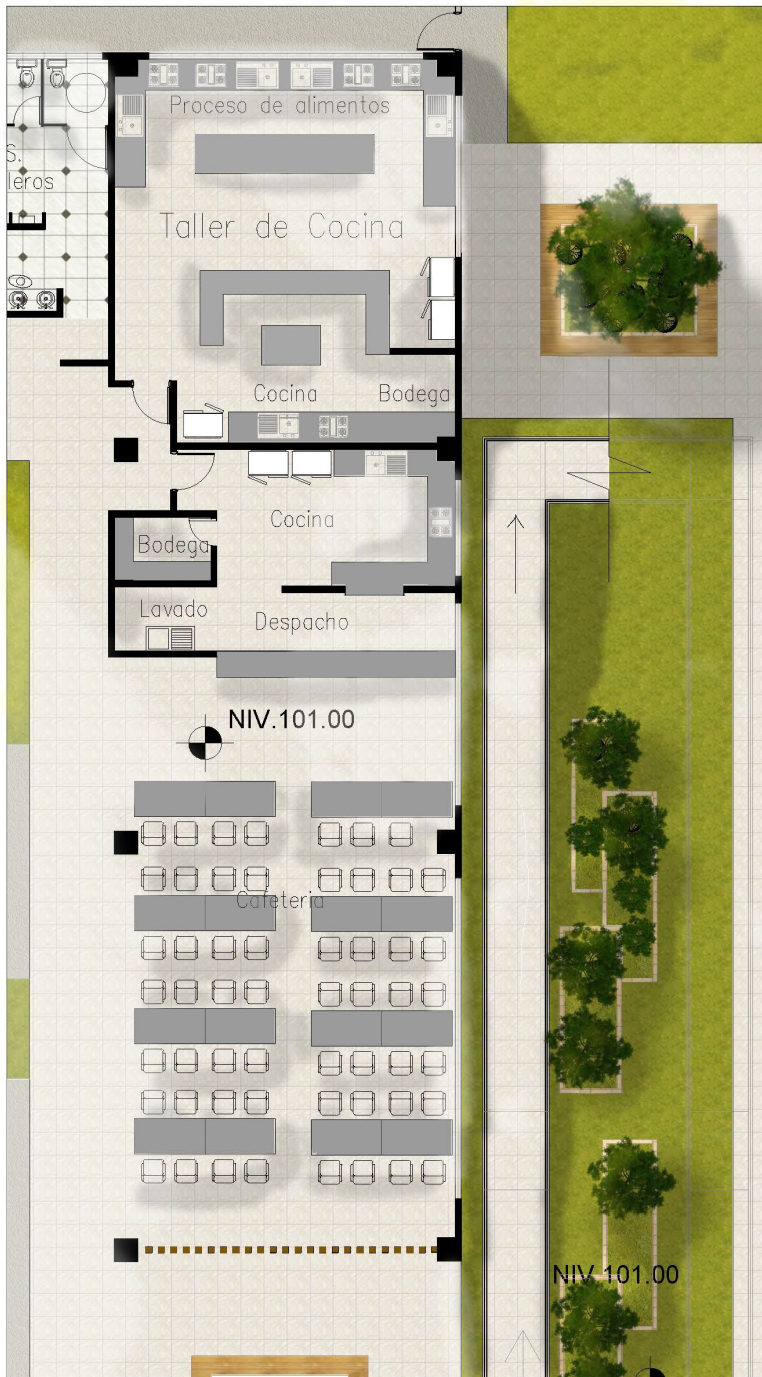 Proceso de alimentos
S.
leros
Taller de Cocina
Cocina
Bodega
Cocina
Bodega
Lavado
Despacho
NIV.101.00
Cafeteria
NIV.101.00